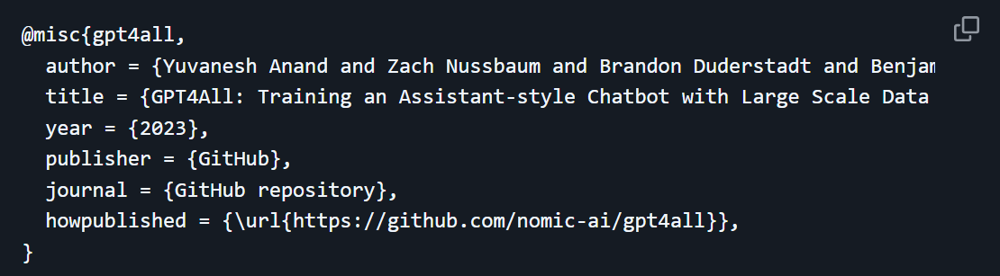 @misc{gpt4all,
author = {Yuvanesh Anand and Zach Nussbaum and Brandon Duderstadt and Benjam
title = {GPT4All: Training an Assistant-style Chatbot with Large Scale Data
year = {2023},
publisher = {GitHub},
journal = {GitHub repository},
howpublished = {\url{https://github.com/nomic-ai/gpt4all}},
}